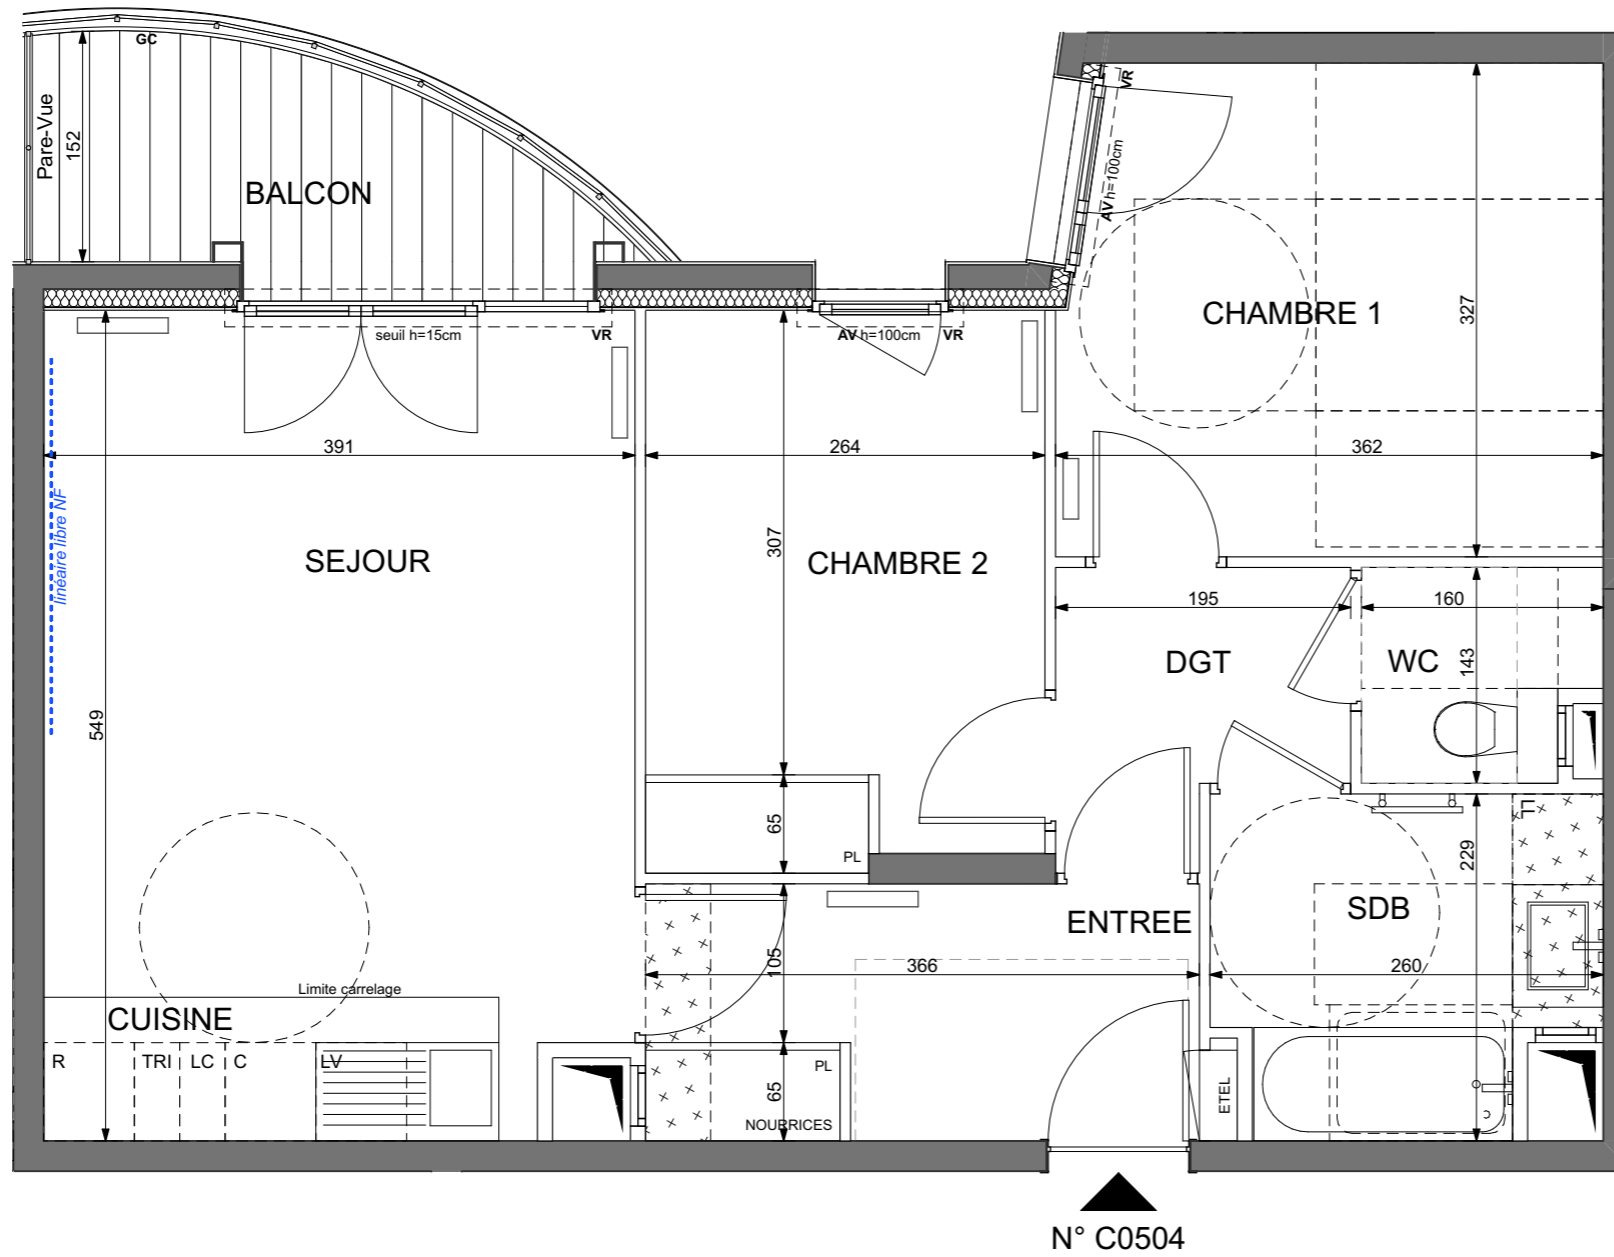 GC
VR
Pare-Vue
152
BALCON
AV h=100cm
CHAMBRE 1
327
seuil h=15cm
VR
AV h=100cm
VR
391
264
362
linéaire libre NF
307
SEJOUR
CHAMBRE 2
195
160
DGT
WC
143
549
65
PL
LL
229
SDB
ENTREE
105
366
260
Limite carrelage
CUISINE
R
TRI
LC
C
LV
PL
65
NOURRICES
ETEL
N° C0504